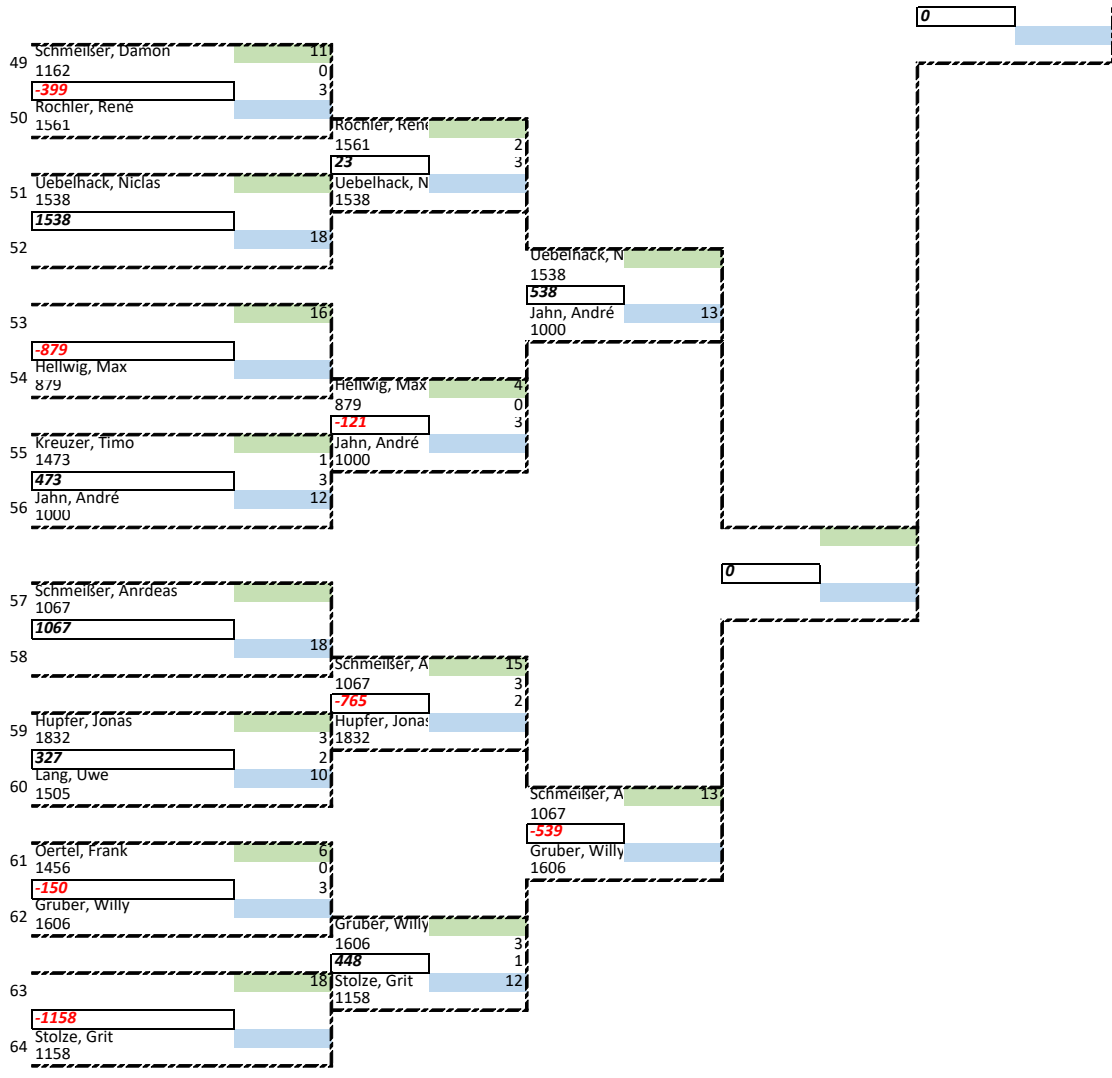 0
49 Schmeißer, Damon 11
1162 0
-399 3
50 Rochler, René
1561
51 Uebelhack, Niclas
1538
1538
52 18
53 16
-879
54 Hellwig, Max
879
55 Kreuzer, Timo
1473 1
473 3
56 Jahn, André 12
1000
57 Schmeißer, Anrdeas
1067
1067
58 18
59 Hupfer, Jonas
1832 3
327 2
60 Lang, Uwe 10
1505
61 Oertel, Frank 6
1456 0
-150 3
62 Gruber, Willy
1606
63 18
-1158
64 Stolze, Grit
1158
Rochler, René
1561 2
23 3
Uebelhack, N
1538
Hellwig, Max 4
879 0
-121 3
Jahn, André
1000
Schmeißer, A 15
1067 3
-765 2
Hupfer, Jonas
1832
Gruber, Willy
1606 3
448 1
Stolze, Grit 12
1158
Uebelhack, N
1538
538
Jahn, André 13
1000
Schmeißer, A 13
1067
-539
Gruber, Willy
1606
0